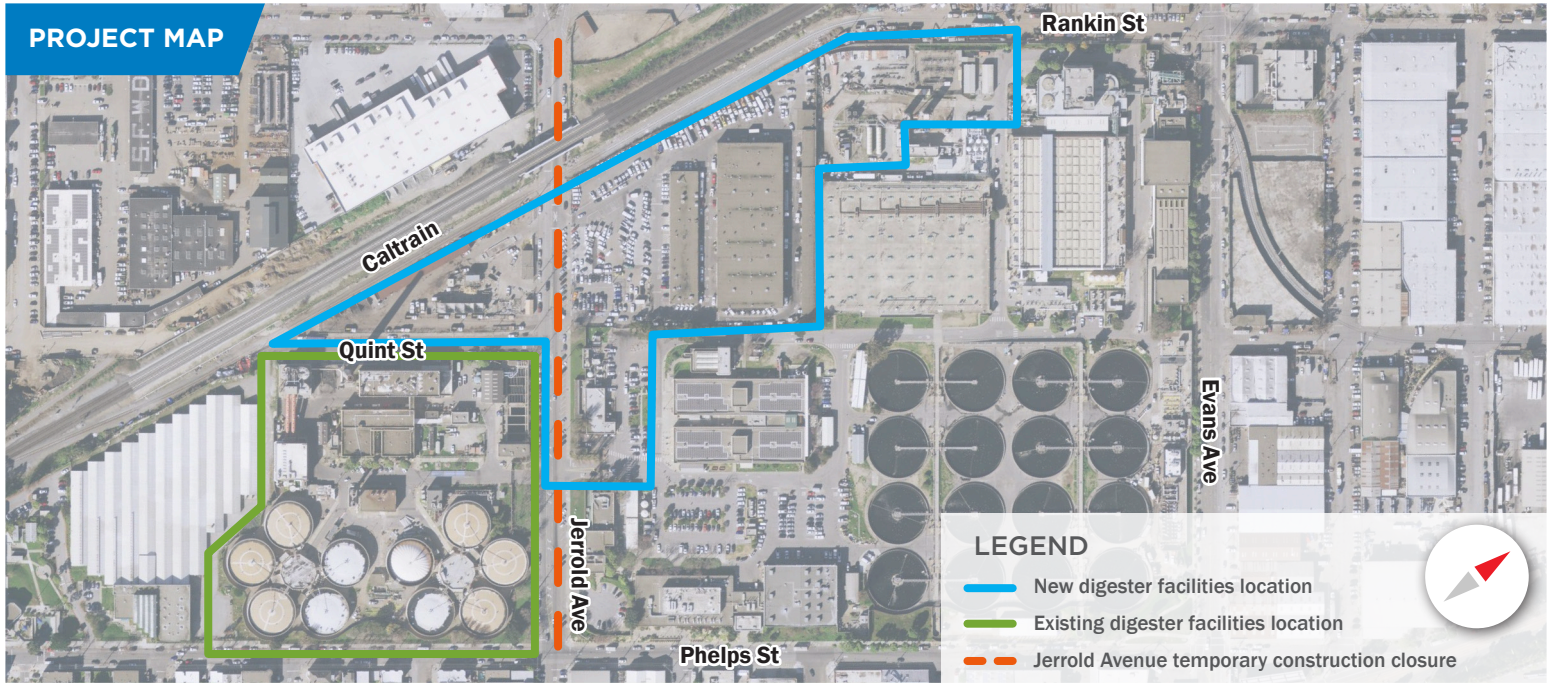 PROJECT MAP
Rankin St
S.F.W.D
Caltrain
Quint St
Evans Ave
Jerrold Ave
Phelps St
LEGEND
New digester facilities location
Existing digester facilities location
Jerrold Avenue temporary construction closure